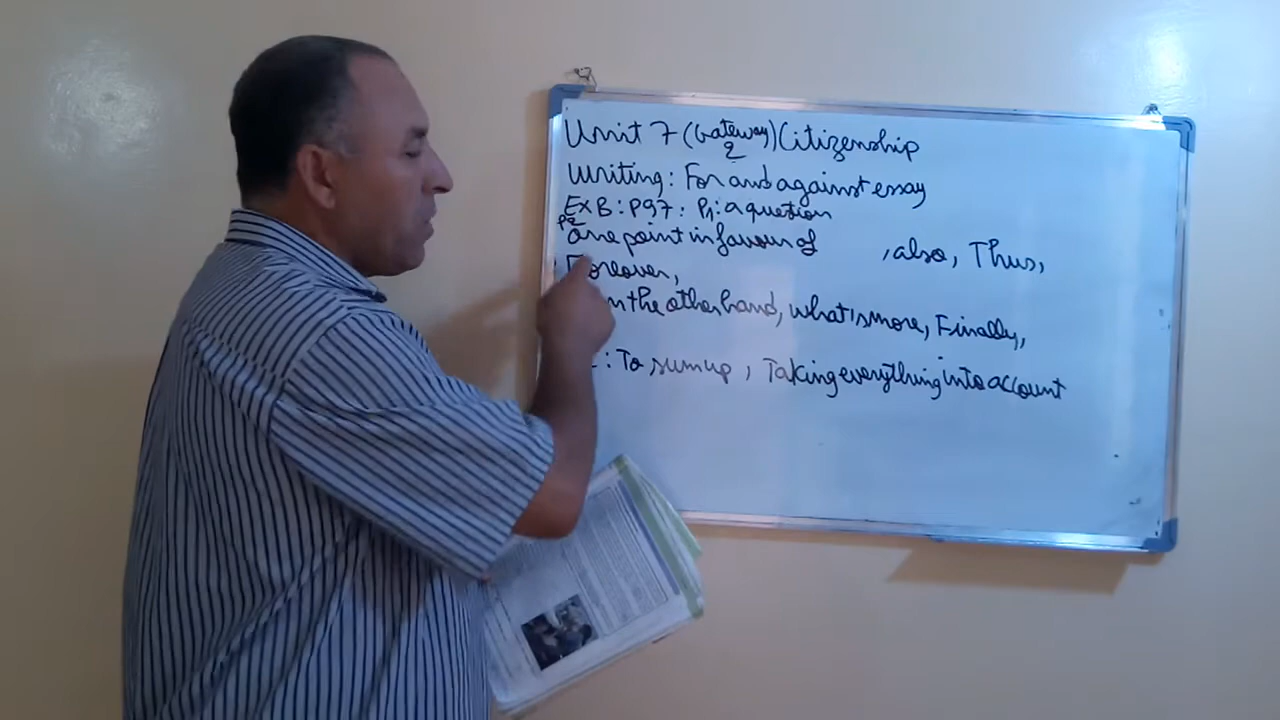 Unit 7 (Gateway 2) Citizenship
Writing: For and against essay
Ex B: P97: P1: a question
P2 one point in favour of , also, Thus,
Moreover,
on the other hand, what's more, Finally,
: To sum up, Taking everything into account